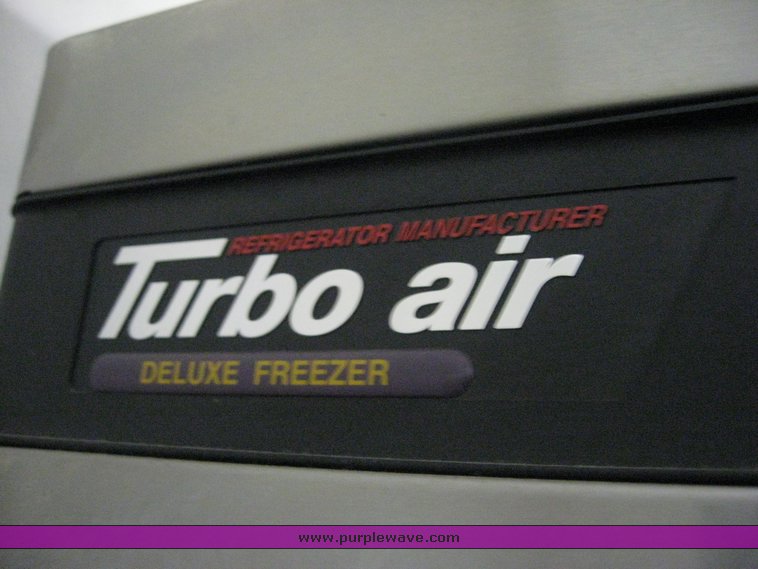 REFRIGERATOR MANUFACTURER
Turbo air
DELUXE FREEZER
www.purplewave.com